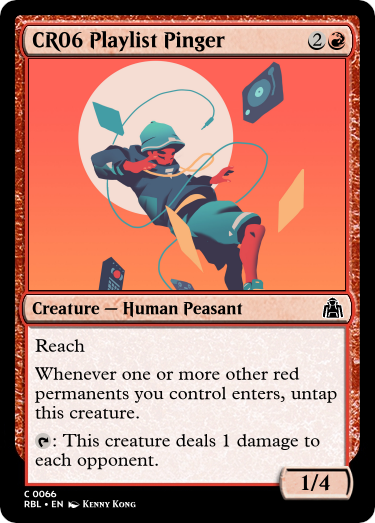 CR06 Playlist Pinger 2
Creature — Human Peasant
Reach
Whenever one or more other red
permanents you control enters, untap
this creature.
: This creature deals 1 damage to
each opponent.
1/4
C 0066
RBL • EN Kenny Kong